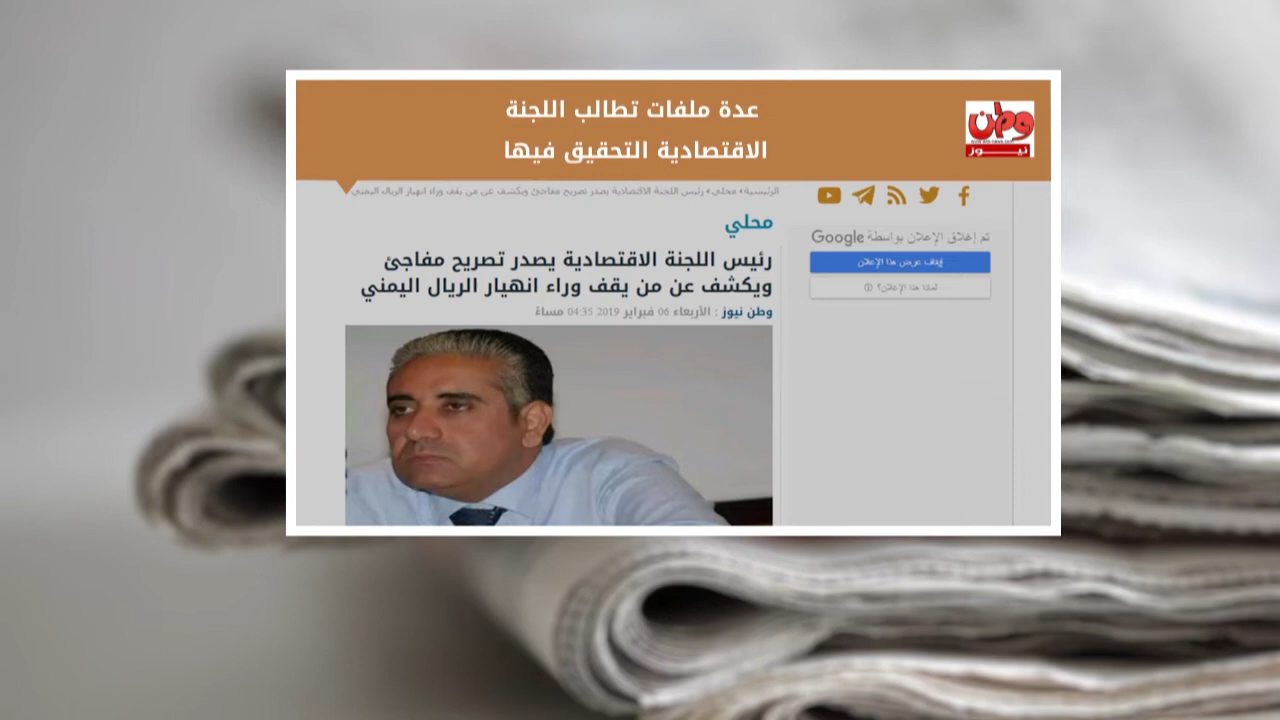 عدة ملفات تطالب اللجنة
الاقتصادية التحقيق فيها
وطن
نيوز
الرئيسية › محلي › رئيس اللجنة الاقتصادية يصدر تصريح مفاجئ ويكشف عن من يقف وراء انهيار الريال اليمني
محلي
رئيس اللجنة الاقتصادية يصدر تصريح مفاجئ
ويكشف عن من يقف وراء انهيار الريال اليمني
وطن نيوز : الأربعاء 06 فبراير 2019 04:35 مساءً
تم إغلاق الإعلان بواسطة Google
إيقاف عرض هذا الإعلان
لماذا هذا الإعلان؟